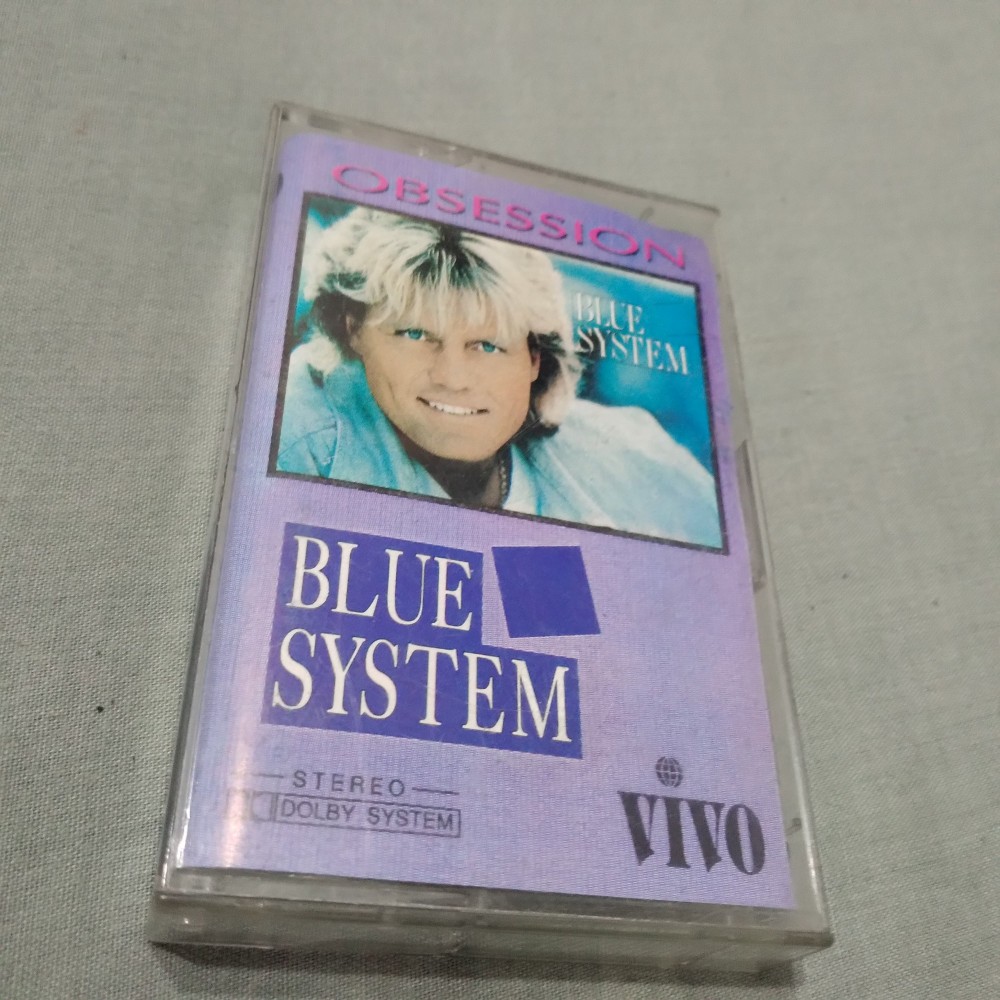 OBSESSION
BLUE
SYSTEM
BLUE
SYSTEM
STEREO
DOLBY SYSTEM
VIVO